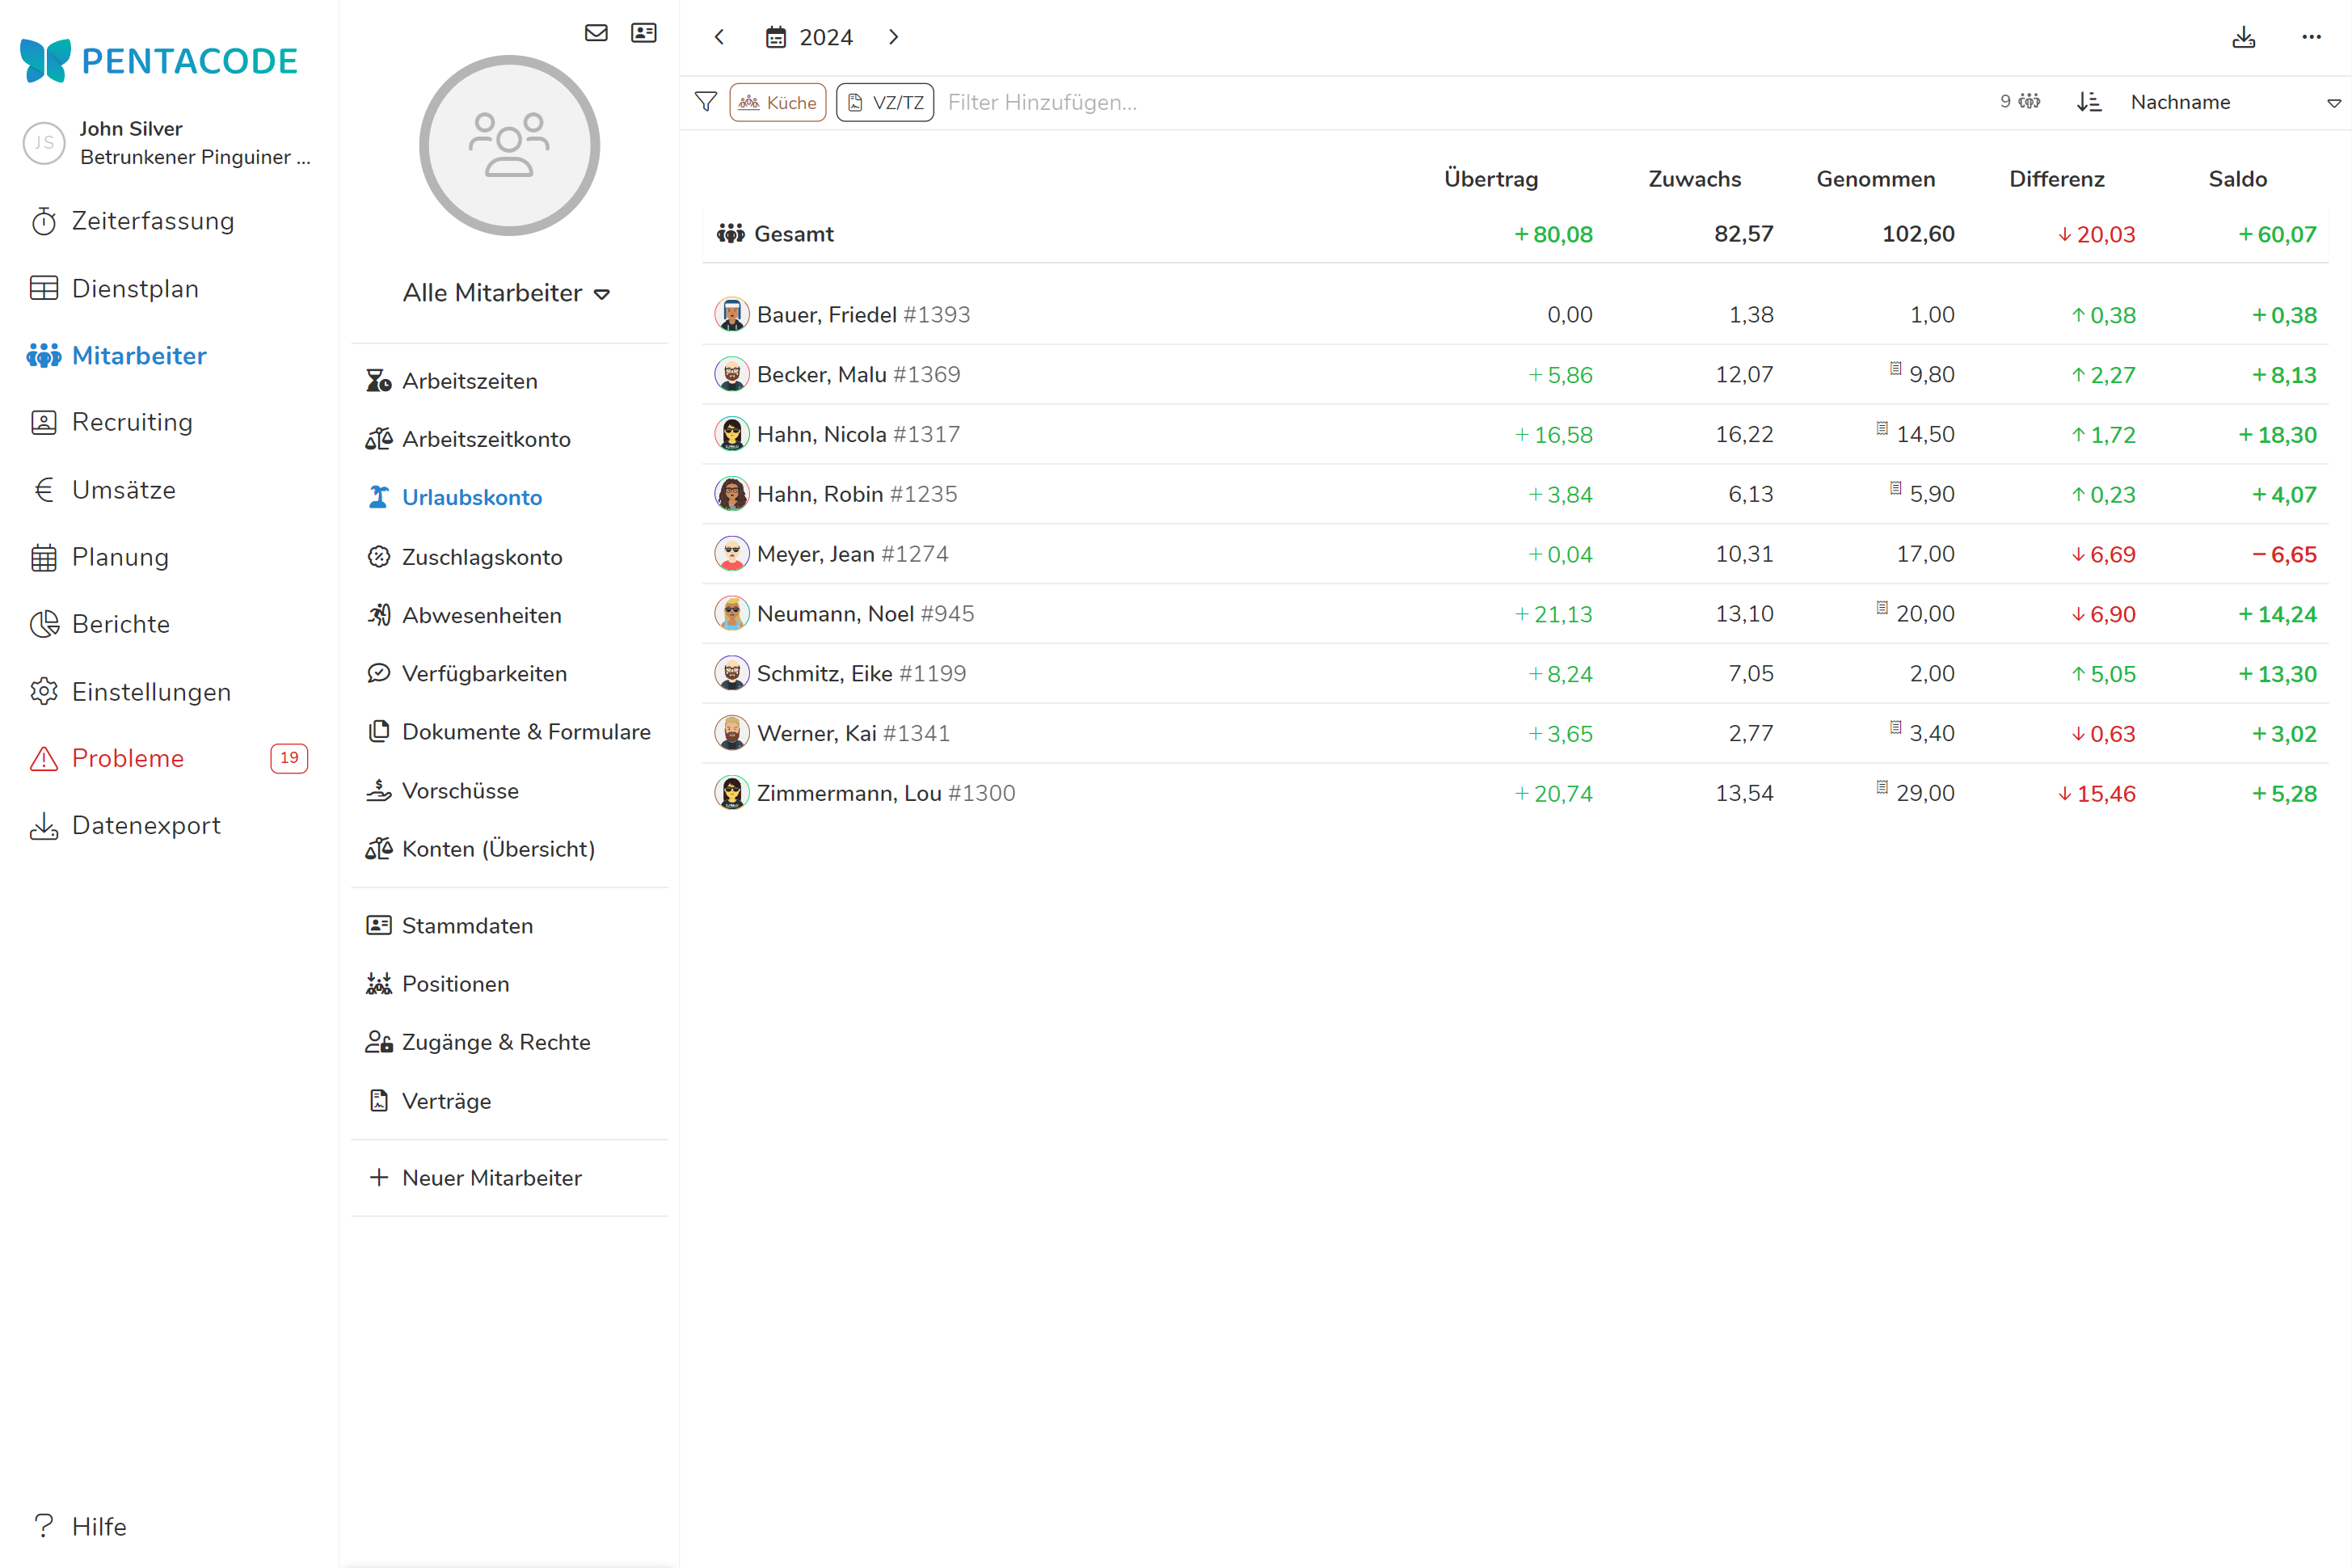 PENTACODE
JS
John Silver
Betrunkener Pinguiner ...
Zeiterfassung
Dienstplan
Mitarbeiter
Recruiting
Umsätze
Planung
Berichte
Einstellungen
Probleme 19
Datenexport
Hilfe
Alle Mitarbeiter
Arbeitszeiten
Arbeitszeitkonto
Urlaubskonto
Zuschlagskonto
Abwesenheiten
Verfügbarkeiten
Dokumente & Formulare
Vorschüsse
Konten (Übersicht)
Stammdaten
Positionen
Zugänge & Rechte
Verträge
Neuer Mitarbeiter
2024
Küche VZ/TZ Filter Hinzufügen... 9 Nachname
Übertrag Zuwachs Genommen Differenz Saldo
Gesamt +80,08 82,57 102,60 ↓20,03 +60,07
Bauer, Friedel #1393 0,00 1,38 1,00 ↑0,38 +0,38
Becker, Malu #1369 +5,86 12,07 9,80 ↑2,27 +8,13
Hahn, Nicola #1317 +16,58 16,22 14,50 ↑1,72 +18,30
Hahn, Robin #1235 +3,84 6,13 5,90 ↑0,23 +4,07
Meyer, Jean #1274 +0,04 10,31 17,00 ↓6,69 −6,65
Neumann, Noel #945 +21,13 13,10 20,00 ↓6,90 +14,24
Schmitz, Eike #1199 +8,24 7,05 2,00 ↑5,05 +13,30
Werner, Kai #1341 +3,65 2,77 3,40 ↓0,63 +3,02
Zimmermann, Lou #1300 +20,74 13,54 29,00 ↓15,46 +5,28